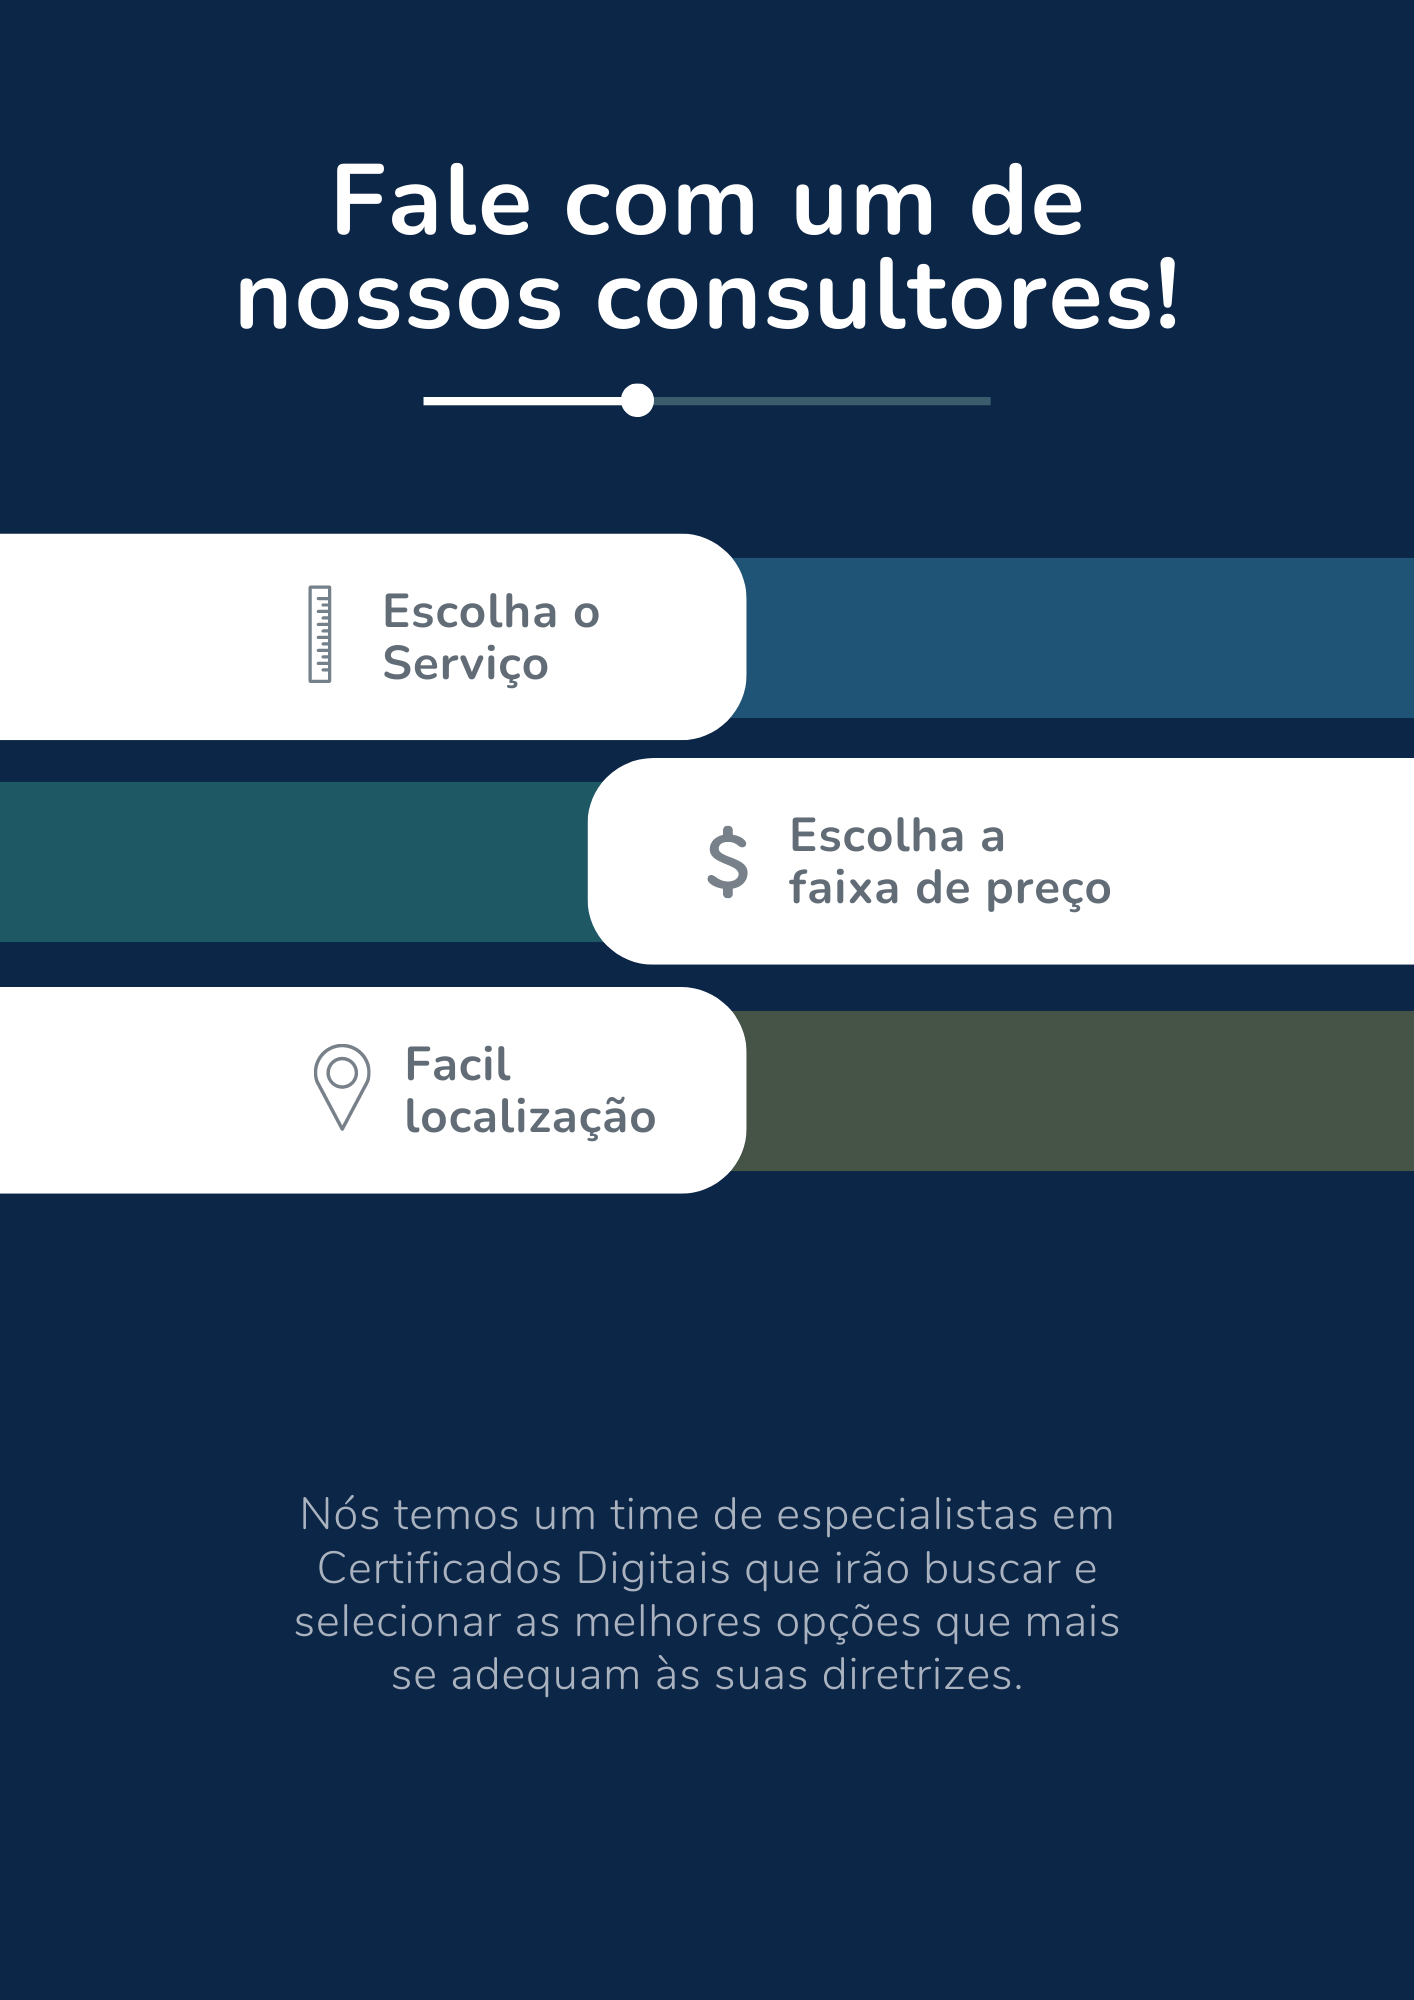 Fale com um de
nossos consultores!
Escolha o
Serviço
$
Escolha a
faixa de preço
Facil
localização
Nós temos um time de especialistas em
Certificados Digitais que irão buscar e
selecionar as melhores opções que mais
se adequam às suas diretrizes.